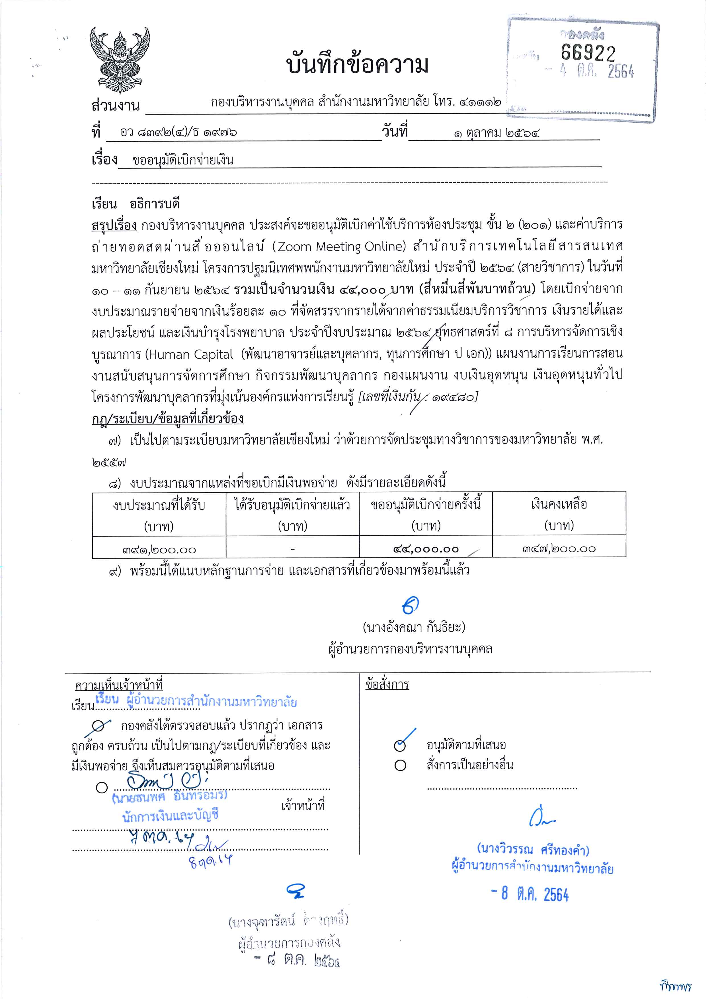 กองคลัง
66922
- 4 ต.ค. 2564
บันทึกข้อความ
ส่วนงาน กองบริหารงานบุคคล สำนักงานมหาวิทยาลัย โทร. ๔๑๑๑๒
ที่ อว ๘๓๙๒(๔)/ธ ๑๙๗๖ วันที่ ๑ ตุลาคม ๒๕๖๔
เรื่อง ขออนุมัติเบิกจ่ายเงิน
เรียน อธิการบดี
สรุปเรื่อง กองบริหารงานบุคคล ประสงค์จะขออนุมัติเบิกค่าใช้บริการห้องประชุม ชั้น ๒ (๒๐๑) และค่าบริการ
ถ่ายทอดสดผ่านสื่อออนไลน์ (Zoom Meeting Online) สำนักบริการเทคโนโลยีสารสนเทศ
มหาวิทยาลัยเชียงใหม่ โครงการปฐมนิเทศพพนักงานมหาวิทยาลัยใหม่ ประจำปี ๒๕๖๔ (สายวิชาการ) ในวันที่
๑๐ – ๑๑ กันยายน ๒๕๖๔ รวมเป็นจำนวนเงิน ๔๔,๐๐๐ บาท (สี่หมื่นสี่พันบาทถ้วน) โดยเบิกจ่ายจาก
งบประมาณรายจ่ายจากเงินร้อยละ ๑๐ ที่จัดสรรจากรายได้จากค่าธรรมเนียมบริการวิชาการ เงินรายได้และ
ผลประโยชน์ และเงินบำรุงโรงพยาบาล ประจำปีงบประมาณ ๒๕๖๔ ยุทธศาสตร์ที่ ๘ การบริหารจัดการเชิง
บูรณาการ (Human Capital (พัฒนาอาจารย์และบุคลากร, ทุนการศึกษา ป เอก)) แผนงานการเรียนการสอน
งานสนับสนุนการจัดการศึกษา กิจกรรมพัฒนาบุคลากร กองแผนงาน งบเงินอุดหนุน เงินอุดหนุนทั่วไป
โครงการพัฒนาบุคลากรที่มุ่งเน้นองค์กรแห่งการเรียนรู้ [เลขที่เงินกัน : ๑๙๔๘๐]
กฎ/ระเบียบ/ข้อมูลที่เกี่ยวข้อง
๗) เป็นไปตามระเบียบมหาวิทยาลัยเชียงใหม่ ว่าด้วยการจัดประชุมทางวิชาการของมหาวิทยาลัย พ.ศ.
๒๕๕๗
๘) งบประมาณจากแหล่งที่ขอเบิกมีเงินพอจ่าย ดังมีรายละเอียดดังนี้
งบประมาณที่ได้รับ ได้รับอนุมัติเบิกจ่ายแล้ว ขออนุมัติเบิกจ่ายครั้งนี้ เงินคงเหลือ
(บาท) (บาท) (บาท) (บาท)
๓๙๑,๒๐๐.๐๐ - ๔๔,๐๐๐.๐๐ ๓๔๗,๒๐๐.๐๐
๙) พร้อมนี้ได้แนบหลักฐานการจ่าย และเอกสารที่เกี่ยวข้องมาพร้อมนี้แล้ว
(นางอังคณา กันธิยะ)
ผู้อำนวยการกองบริหารงานบุคคล
ความเห็นเจ้าหน้าที่
เรียน เรียน ผู้อำนวยการสำนักงานมหาวิทยาลัย
กองคลังได้ตรวจสอบแล้ว ปรากฏว่า เอกสาร
ถูกต้อง ครบถ้วน เป็นไปตามกฎ/ระเบียบที่เกี่ยวข้อง และ
มีเงินพอจ่าย จึงเห็นสมควรอนุมัติตามที่เสนอ
(นายธนพศ อินทรอมร)
เจ้าหน้าที่
นักการเงินและบัญชี
7 ต.ค. 64
8 ต.ค. 64
ข้อสั่งการ
อนุมัติตามที่เสนอ
สั่งการเป็นอย่างอื่น
(นางวิวรรณ ศรีทองคำ)
ผู้อำนวยการสำนักงานมหาวิทยาลัย
- 8 ต.ค. 2564
(นางจุฑารัตน์
ผู้อำนวยการกองคลัง
- ๘ ต.ค. ๒๕๖๔